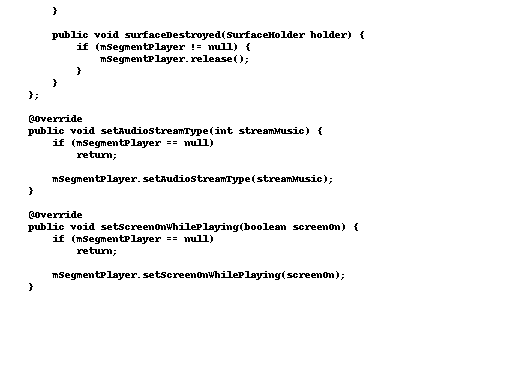 }
public void surfaceDestroyed(SurfaceHolder holder) {
if (mSegmentPlayer != null) {
mSegmentPlayer.release();
}
}
};
@Override
public void setAudioStreamType(int streamMusic) {
if (mSegmentPlayer == null)
return;
mSegmentPlayer.setAudioStreamType(streamMusic);
}
@Override
public void setScreenOnWhilePlaying(boolean screenOn) {
if (mSegmentPlayer == null)
return;
mSegmentPlayer.setScreenOnWhilePlaying(screenOn);
}